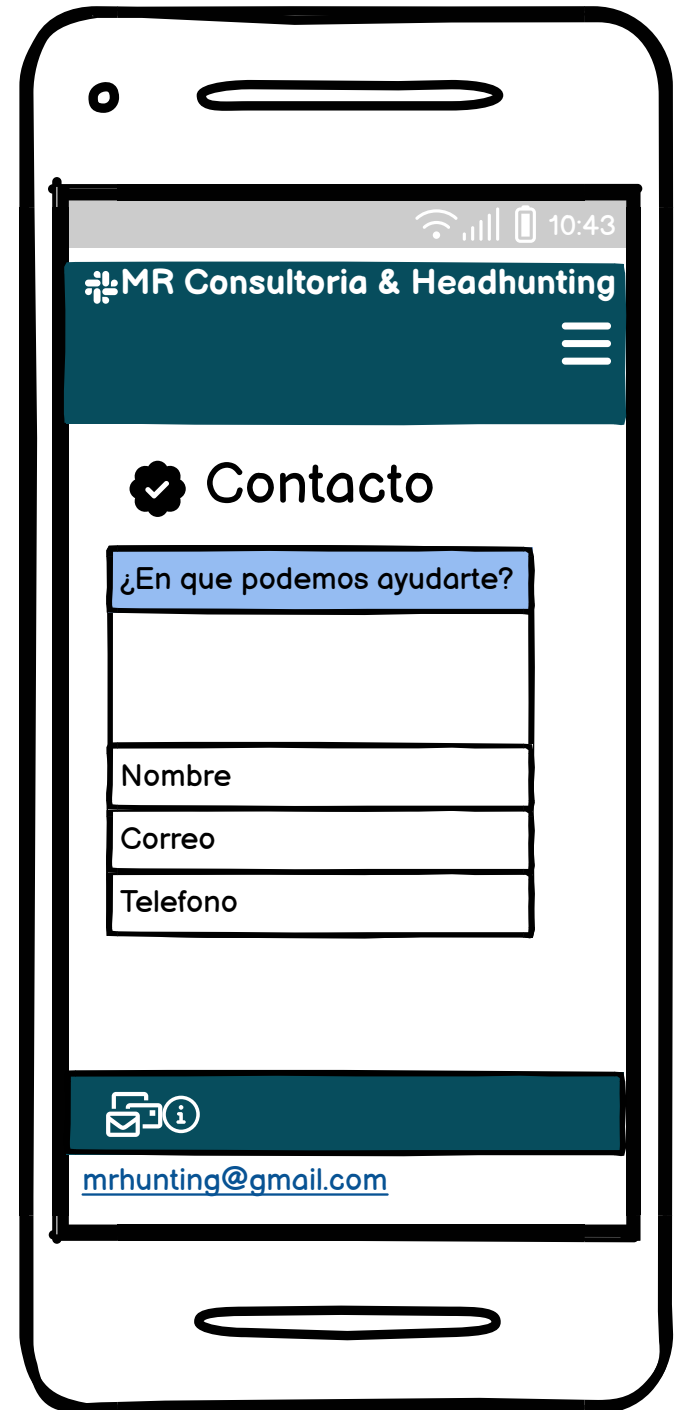 10:43
MR Consultoria & Headhunting
Contacto
¿En que podemos ayudarte?
Nombre
Correo
Telefono
mrhunting@gmail.com